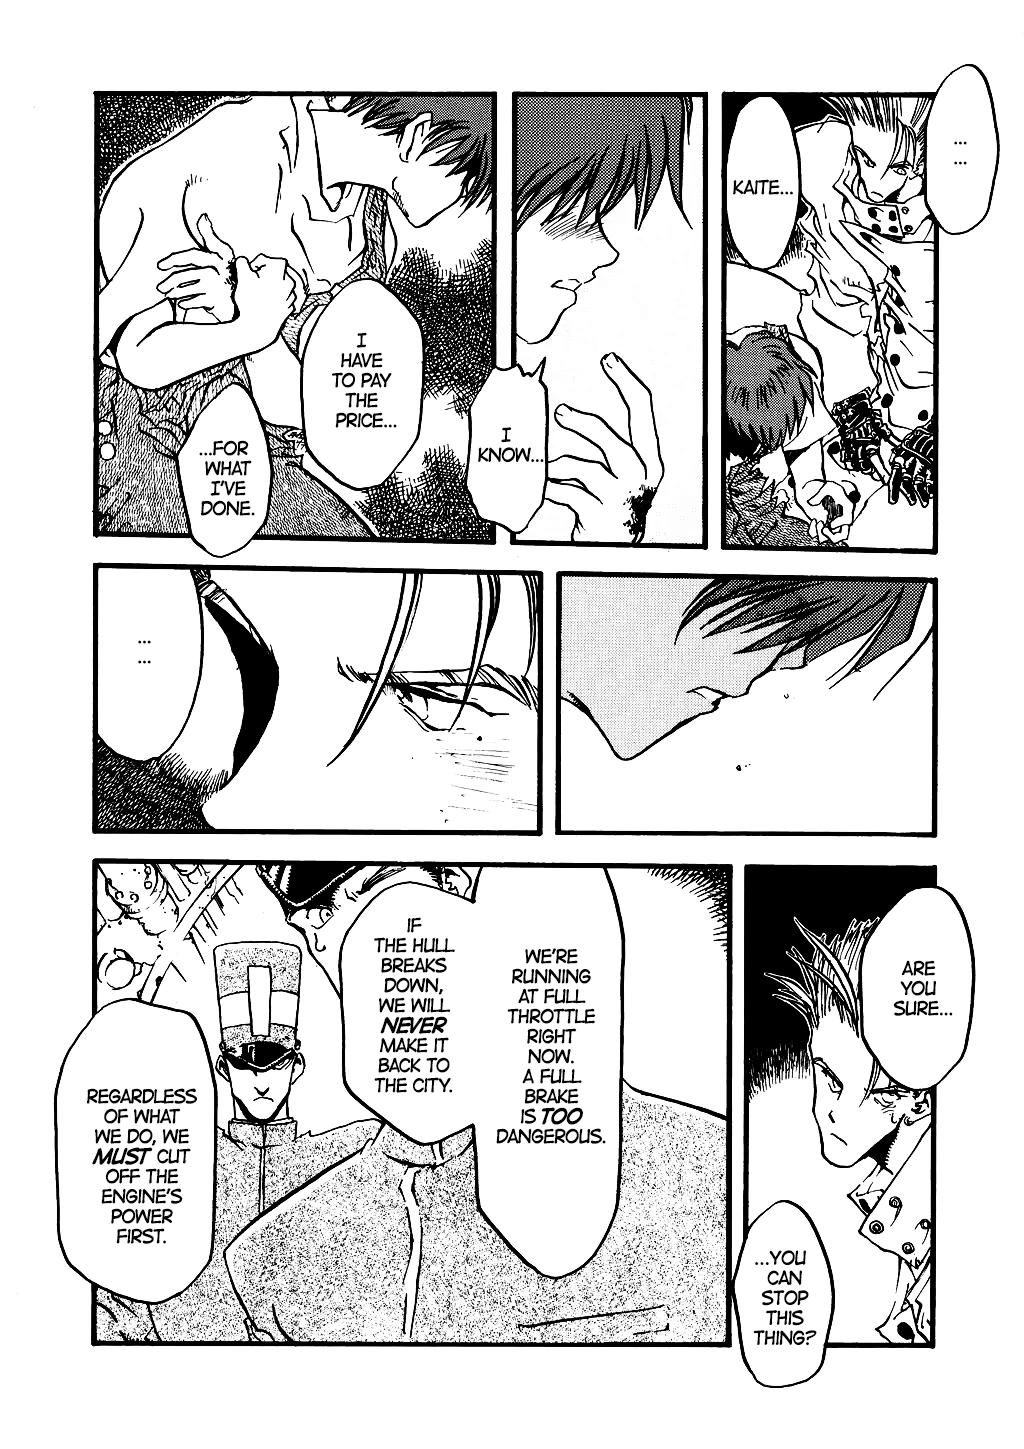 ...
...
KAITE...
I
KNOW...
I
HAVE
TO PAY
THE
PRICE...
...FOR
WHAT
I'VE
DONE.
...
...
ARE
YOU
SURE...
...YOU
CAN
STOP
THIS
THING?
WE'RE
RUNNING
AT FULL
THROTTLE
RIGHT
NOW.
A FULL
BRAKE
IS TOO
DANGEROUS.
IF
THE HULL
BREAKS
DOWN,
WE WILL
NEVER
MAKE IT
BACK TO
THE CITY.
REGARDLESS
OF WHAT
WE DO, WE
MUST CUT
OFF THE
ENGINE'S
POWER
FIRST.